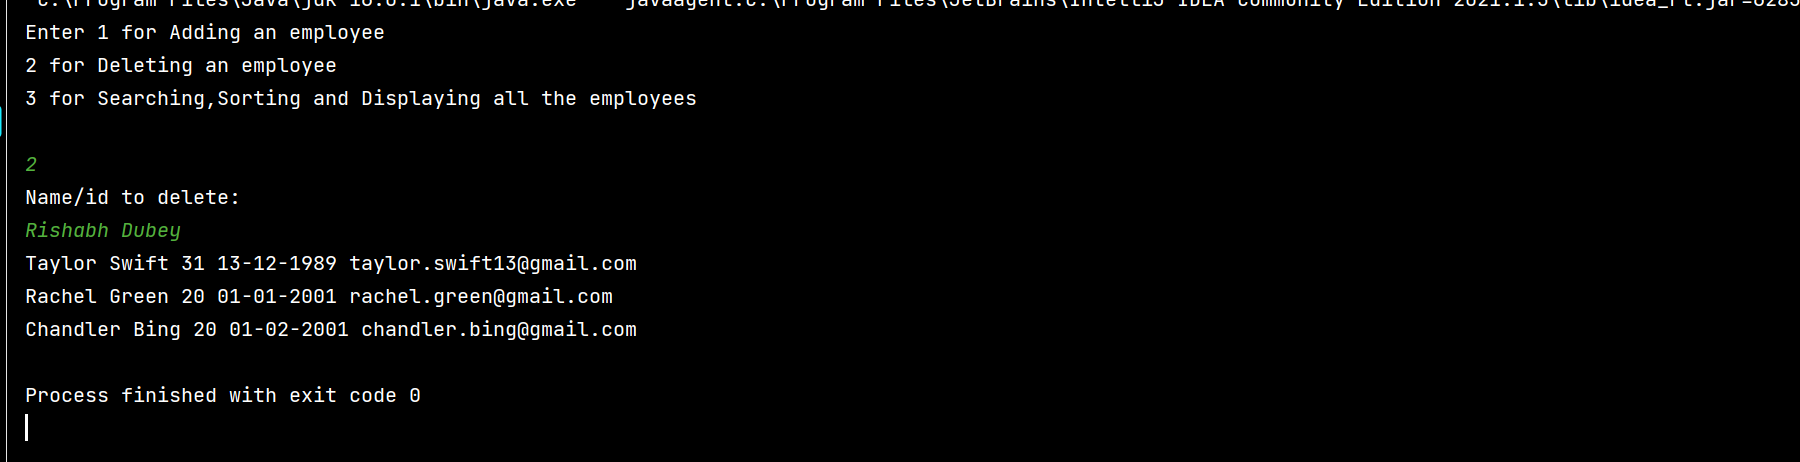 C:\Program Files\Java\jdk-16.0.1\bin\java.exe" "-javaagent:C:\Program Files\JetBrains\IntelliJ IDEA Community Edition 2021.1.3\lib\idea_rt.jar=6283
Enter 1 for Adding an employee
2 for Deleting an employee
3 for Searching,Sorting and Displaying all the employees
2
Name/id to delete:
Rishabh Dubey
Taylor Swift 31 13-12-1989 taylor.swift13@gmail.com
Rachel Green 20 01-01-2001 rachel.green@gmail.com
Chandler Bing 20 01-02-2001 chandler.bing@gmail.com
Process finished with exit code 0